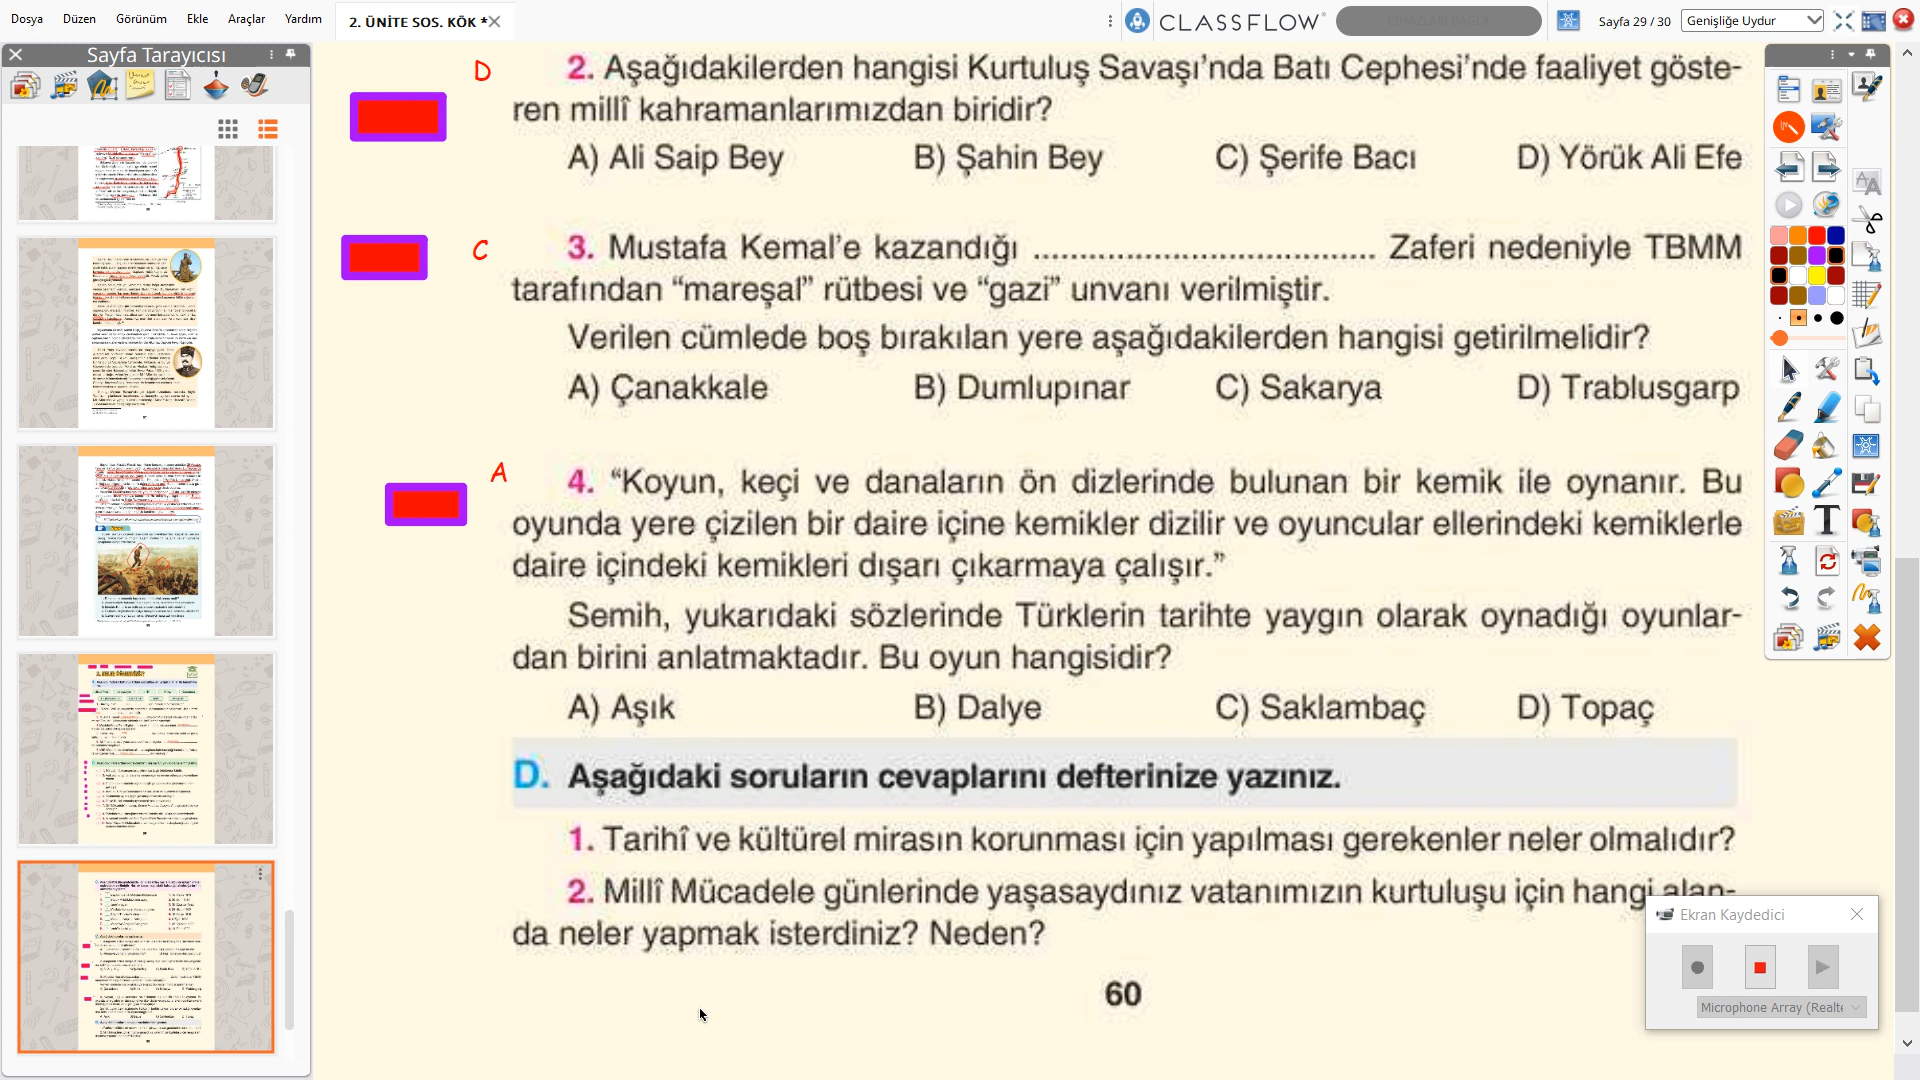 Dosya Düzen Görünüm Ekle Araçlar Yardım
2. ÜNİTE SOS. KÖK *
CLASSFLOW
Sayfa 29 / 30
Genişliğe Uydur
Sayfa Tarayıcısı
D
2. Aşağıdakilerden hangisi Kurtuluş Savaşı’nda Batı Cephesi’nde faaliyet göste-
ren millî kahramanlarımızdan biridir?
A) Ali Saip Bey B) Şahin Bey C) Şerife Bacı D) Yörük Ali Efe
C
3. Mustafa Kemal’e kazandığı ..................................... Zaferi nedeniyle TBMM
tarafından “mareşal” rütbesi ve “gazi” unvanı verilmiştir.
Verilen cümlede boş bırakılan yere aşağıdakilerden hangisi getirilmelidir?
A) Çanakkale B) Dumlupınar C) Sakarya D) Trablusgarp
A
4. “Koyun, keçi ve danaların ön dizlerinde bulunan bir kemik ile oynanır. Bu
oyunda yere çizilen bir daire içine kemikler dizilir ve oyuncular ellerindeki kemiklerle
daire içindeki kemikleri dışarı çıkarmaya çalışır.”
Semih, yukarıdaki sözlerinde Türklerin tarihte yaygın olarak oynadığı oyunlar-
dan birini anlatmaktadır. Bu oyun hangisidir?
A) Aşık B) Dalye C) Saklambaç D) Topaç
D. Aşağıdaki soruların cevaplarını defterinize yazınız.
1. Tarihî ve kültürel mirasın korunması için yapılması gerekenler neler olmalıdır?
2. Millî Mücadele günlerinde yaşasaydınız vatanımızın kurtuluşu için hangi alan-
da neler yapmak isterdiniz? Neden?
60
Ekran Kaydedici
Microphone Array (Realte